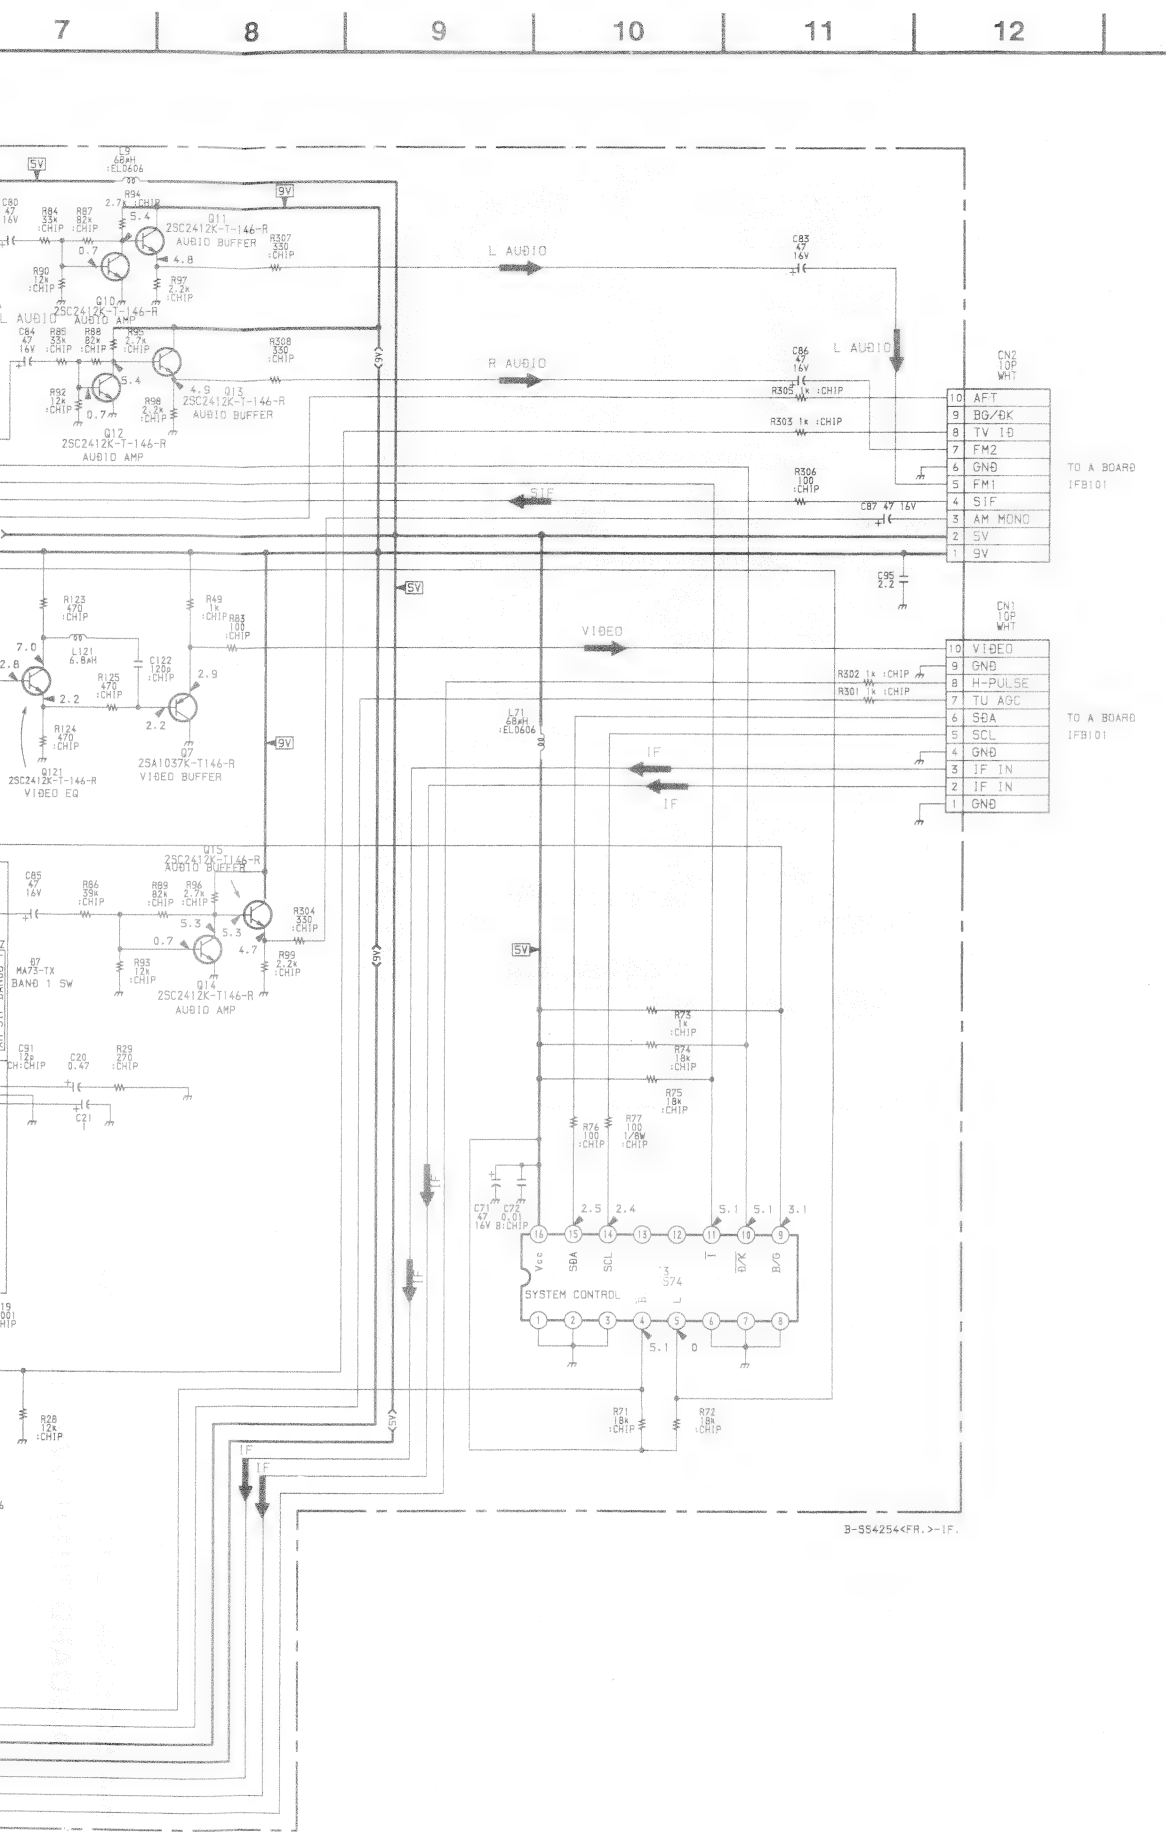 7 8 9 10 11 12
5V
L9
68μH
:EL0606
9V
C80
47
16V
R84
33k
:CHIP
R87
82k
:CHIP
R94
2.7k :CHIP
5.4
Q11
2SC2412K-T-146-R
AUDIO BUFFER
0.7
4.8
R307
330
:CHIP
L AUDIO
C83
47
16V
R90
12k
:CHIP
R97
2.2k
:CHIP
Q10
2SC2412K-T-146-R
AUDIO AMP
L AUDIO
C84
47
16V
R85
33k
:CHIP
R88
82k
:CHIP
R95
2.7k
:CHIP
R308
330
:CHIP
R AUDIO
C86
47
16V
L AUDIO
R92
12k
:CHIP
5.4
0.7
4.9
Q13
2SC2412K-T-146-R
AUDIO BUFFER
R98
2.2k
:CHIP
Q12
2SC2412K-T-146-R
AUDIO AMP
9V
R305 1k :CHIP
R303 1k :CHIP
R306
100
:CHIP
C87 47 16V
SIF
CN2
10P
WHT
10 AFT
9 BG/DK
8 TV ID
7 FM2
6 GND
5 FM1
4 SIF
3 AM MONO
2 5V
1 9V
TO A BOARD
IFB101
C95
2.2
5V
R123
470
:CHIP
R49
1k
:CHIP
R83
100
:CHIP
VIDEO
7.0
L121
6.8μH
C122
120p
:CHIP
2.8
2.9
R125
470
:CHIP
2.2
2.2
R124
470
:CHIP
Q7
2SA1037K-T146-R
VIDEO BUFFER
Q121
2SC2412K-T-146-R
VIDEO EQ
9V
L71
68μH
:EL0606
R302 1k :CHIP
R301 1k :CHIP
IF
IF
CN1
10P
WHT
10 VIDEO
9 GND
8 H-PULSE
7 TU AGC
6 SDA
5 SCL
4 GND
3 IF IN
2 IF IN
1 GND
TO A BOARD
IFB101
Q15
2SC2412K-T146-R
AUDIO BUFFER
C85
47
16V
R86
39k
:CHIP
R89
82k
:CHIP
R96
2.7k
:CHIP
R304
330
:CHIP
5.3
5.3
0.7
4.7
R93
12k
:CHIP
R99
2.2k
:CHIP
Q14
2SC2412K-T146-R
AUDIO AMP
D7
MA73-TX
BAND 1 SW
9V
5V
C91
12p
CH:CHIP
C20
0.47
R29
270
:CHIP
C21
1
R73
1k
:CHIP
R74
18k
:CHIP
R75
18k
:CHIP
R76
100
:CHIP
R77
100
1/8W
:CHIP
C71
47
16V
C72
0.01
B:CHIP
IF
IF
2.5 2.4 5.1 5.1 3.1
16 15 14 13 12 11 10 9
Vcc SDA SCL I D/K B/G
SYSTEM CONTROL
L
1 2 3 4 5 6 7 8
5.1 0
R71
18k
:CHIP
R72
18k
:CHIP
R28
12k
:CHIP
5V
IF
IF
B-SS4254<FR.>-IF.